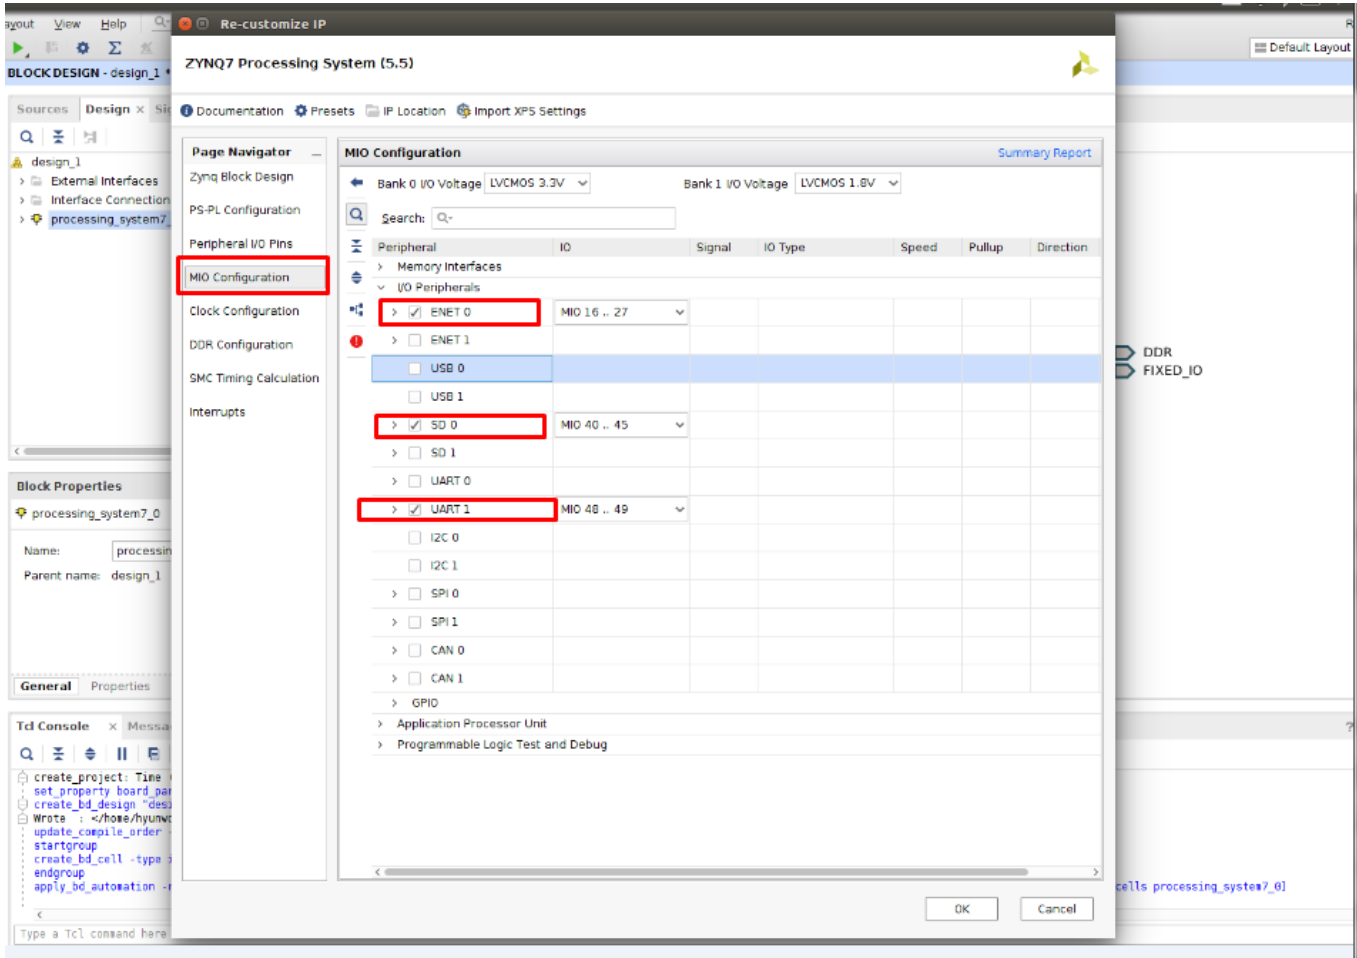 ayout View Help
Re-customize IP
Default Layout
BLOCK DESIGN - design_1 *
ZYNQ7 Processing System (5.5)
Sources Design × Sig
Documentation Presets IP Location Import XPS Settings
design_1
External Interfaces
Interface Connection
processing_system7_
Page Navigator
Zynq Block Design
PS-PL Configuration
Peripheral I/O Pins
MIO Configuration
Clock Configuration
DDR Configuration
SMC Timing Calculation
Interrupts
MIO Configuration Summary Report
Bank 0 I/O Voltage LVCMOS 3.3V Bank 1 I/O Voltage LVCMOS 1.8V
Search: Q-
Peripheral IO Signal IO Type Speed Pullup Direction
Memory Interfaces
I/O Peripherals
ENET 0 MIO 16 .. 27
ENET 1
USB 0
USB 1
SD 0 MIO 40 .. 45
SD 1
UART 0
UART 1 MIO 48 .. 49
I2C 0
I2C 1
SPI 0
SPI 1
CAN 0
CAN 1
GPIO
Application Processor Unit
Programmable Logic Test and Debug
DDR
FIXED_IO
Block Properties
processing_system7_0
Name: processin
Parent name: design_1
General Properties
Tcl Console × Messa
create_project: Time
set_property board_par
create_bd_design "desi
Wrote : </home/hyunwo
update_compile_order -
startgroup
create_bd_cell -type i
endgroup
apply_bd_automation -r
cells processing_system7_0]
Type a Tcl command here
OK Cancel